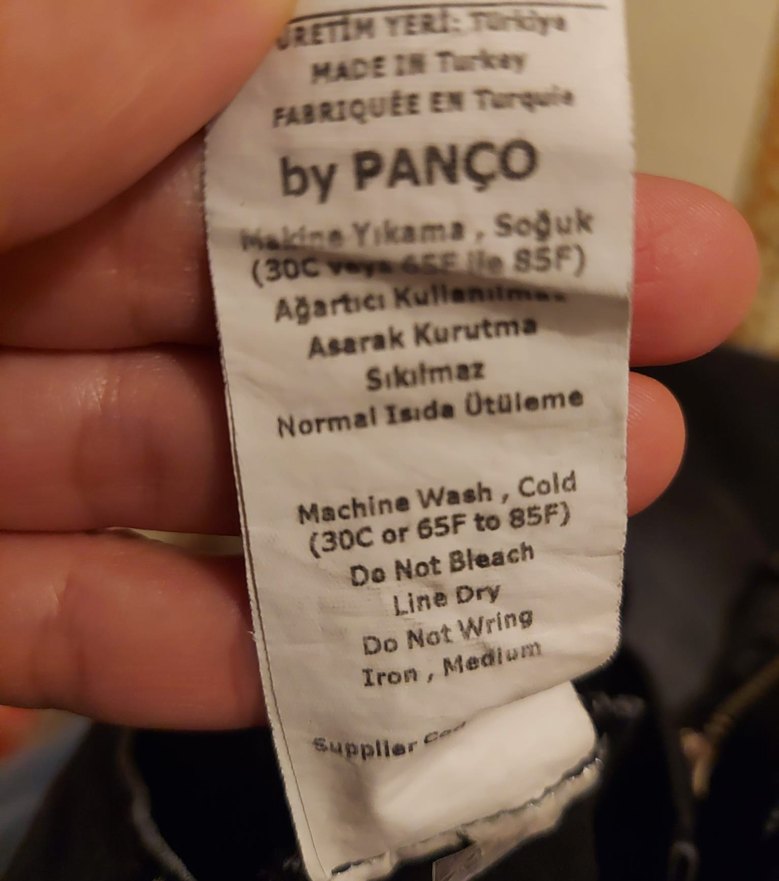 ÜRETİM YERİ: Türkiye
MADE IN Turkey
FABRIQUÉE EN Turquie
by PANÇO
Makine Yıkama , Soğuk
(30C veya 65F ile 85F)
Ağartıcı Kullanılmaz
Asarak Kurutma
Sıkılmaz
Normal Isıda Ütüleme
Machine Wash , Cold
(30C or 65F to 85F)
Do Not Bleach
Line Dry
Do Not Wring
Iron , Medium
Supplier